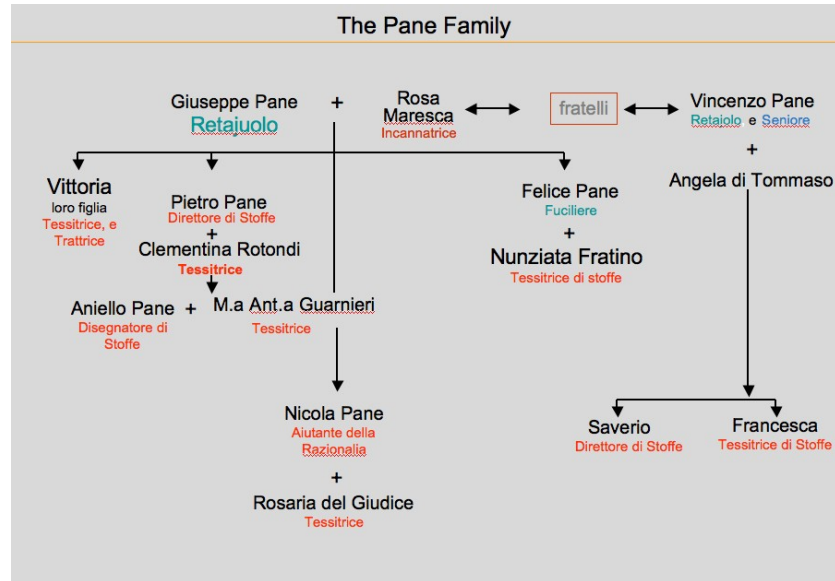 The Pane Family
Giuseppe Pane
Retajuolo
+
Rosa
Maresca
Incannatrice
fratelli
Vincenzo Pane
Retajolo, e Seniore
+
Angela di Tommaso
Vittoria
loro figlia
Tessitrice, e
Trattrice
Pietro Pane
Direttore di Stoffe
+
Clementina Rotondi
Tessitrice
Felice Pane
Fuciliere
+
Nunziata Fratino
Tessitrice di stoffe
Aniello Pane
Disegnatore di
Stoffe
+
M.a Ant.a Guarnieri
Tessitrice
Nicola Pane
Aiutante della
Razionalia
+
Rosaria del Giudice
Tessitrice
Saverio
Direttore di Stoffe
Francesca
Tessitrice di Stoffe